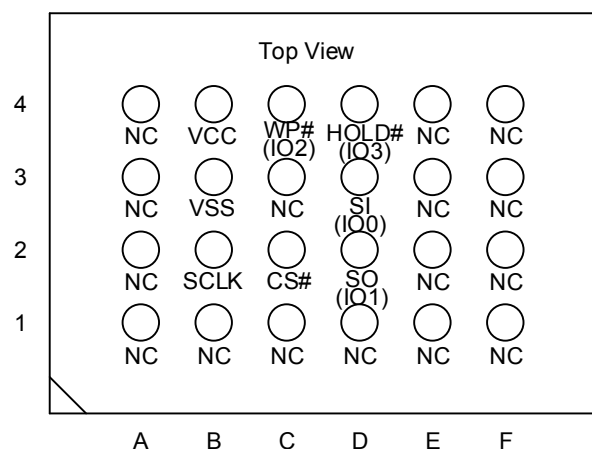 Top View
4
NC VCC WP# HOLD# NC NC
(IO2) (IO3)
3
NC VSS NC SI NC NC
(IO0)
2
NC SCLK CS# SO NC NC
(IO1)
1
NC NC NC NC NC NC
A B C D E F